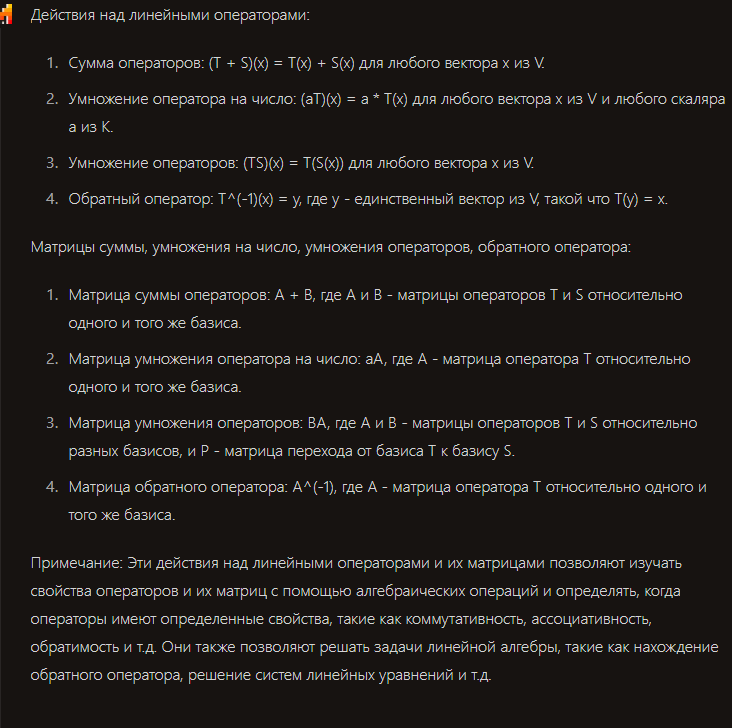 Действия над линейными операторами:
1. Сумма операторов: (T + S)(x) = T(x) + S(x) для любого вектора x из V.
2. Умножение оператора на число: (aT)(x) = a * T(x) для любого вектора x из V и любого скаляра
a из K.
3. Умножение операторов: (TS)(x) = T(S(x)) для любого вектора x из V.
4. Обратный оператор: T^(-1)(x) = y, где y - единственный вектор из V, такой что T(y) = x.
Матрицы суммы, умножения на число, умножения операторов, обратного оператора:
1. Матрица суммы операторов: A + B, где A и B - матрицы операторов T и S относительно
одного и того же базиса.
2. Матрица умножения оператора на число: aA, где A - матрица оператора T относительно
одного и того же базиса.
3. Матрица умножения операторов: BA, где A и B - матрицы операторов T и S относительно
разных базисов, и P - матрица перехода от базиса T к базису S.
4. Матрица обратного оператора: A^(-1), где A - матрица оператора T относительно одного и
того же базиса.
Примечание: Эти действия над линейными операторами и их матрицами позволяют изучать
свойства операторов и их матриц с помощью алгебраических операций и определять, когда
операторы имеют определенные свойства, такие как коммутативность, ассоциативность,
обратимость и т.д. Они также позволяют решать задачи линейной алгебры, такие как нахождение
обратного оператора, решение систем линейных уравнений и т.д.